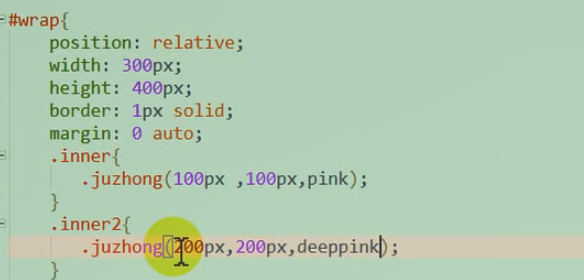 #wrap{
position: relative;
width: 300px;
height: 400px;
border: 1px solid;
margin: 0 auto;
.inner{
.juzhong(100px ,100px,pink);
}
.inner2{
.juzhong(200px,200px,deeppink);
}